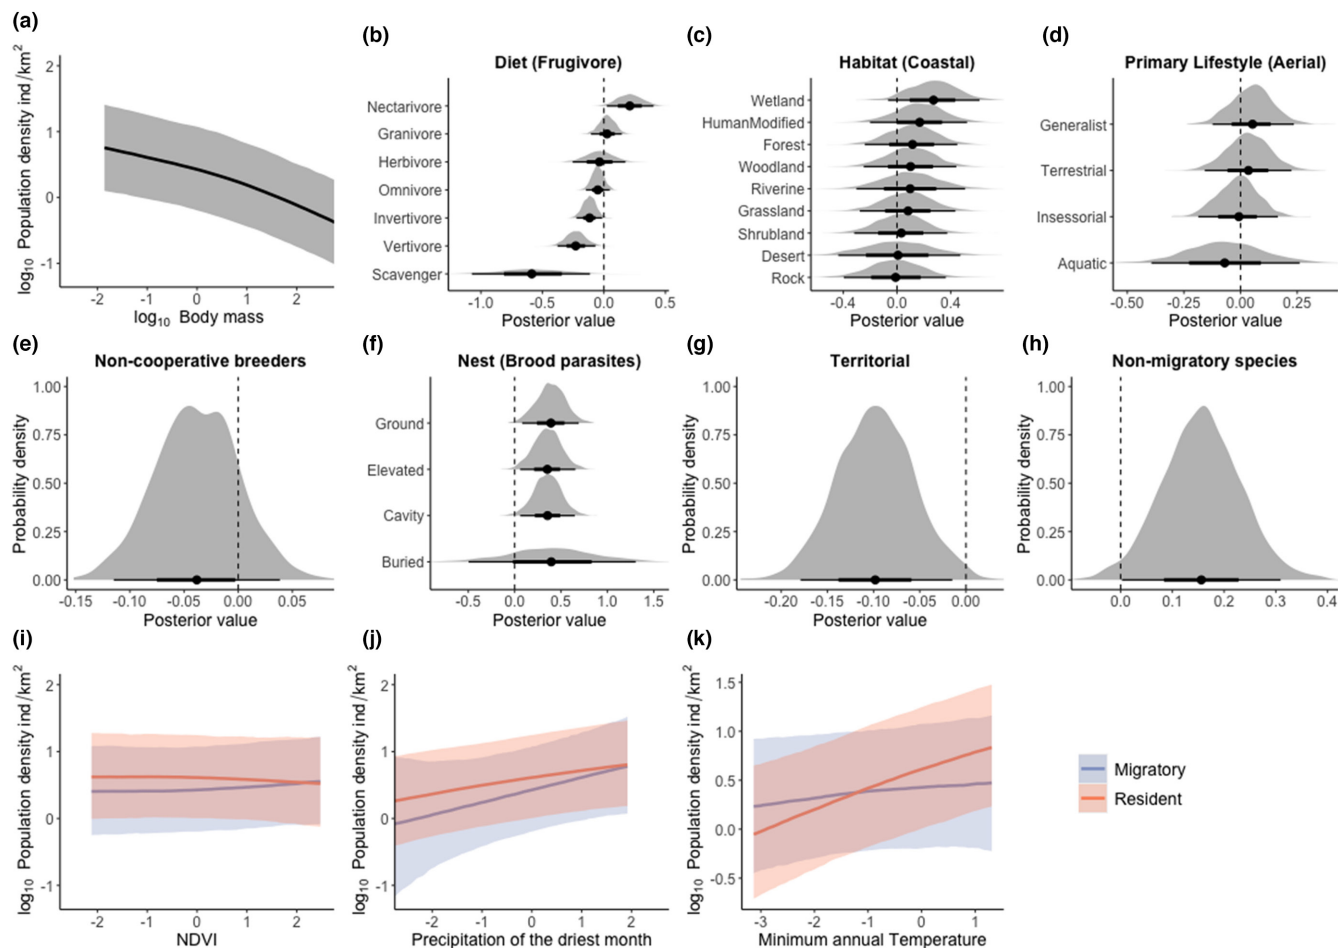 (a)
log₁₀ Population density ind/km²
2
1
0
-1
-2
-1
0
1
2
log₁₀ Body mass
(b)
Diet (Frugivore)
Nectarivore
Granivore
Herbivore
Omnivore
Invertivore
Vertivore
Scavenger
-1.0
-0.5
0.0
0.5
Posterior value
(c)
Habitat (Coastal)
Wetland
HumanModified
Forest
Woodland
Riverine
Grassland
Shrubland
Desert
Rock
-0.4
0.0
0.4
Posterior value
(d)
Primary Lifestyle (Aerial)
Generalist
Terrestrial
Insessorial
Aquatic
-0.50
-0.25
0.00
0.25
Posterior value
(e)
Non-cooperative breeders
Probability density
1.00
0.75
0.50
0.25
0.00
-0.15
-0.10
-0.05
0.00
0.05
Posterior value
(f)
Nest (Brood parasites)
Ground
Elevated
Cavity
Buried
-0.5
0.0
0.5
1.0
1.5
Posterior value
(g)
Territorial
Probability density
1.00
0.75
0.50
0.25
0.00
-0.20
-0.15
-0.10
-0.05
0.00
Posterior value
(h)
Non-migratory species
Probability density
1.00
0.75
0.50
0.25
0.00
0.0
0.1
0.2
0.3
0.4
Posterior value
(i)
log₁₀ Population density ind/km²
2
1
0
-1
-2
-1
0
1
2
NDVI
(j)
log₁₀ Population density ind/km²
2
1
0
-1
-2
-1
0
1
2
Precipitation of the driest month
(k)
log₁₀ Population density ind/km²
1.5
1.0
0.5
0.0
-0.5
-3
-2
-1
0
1
Minimum annual Temperature
Migratory
Resident